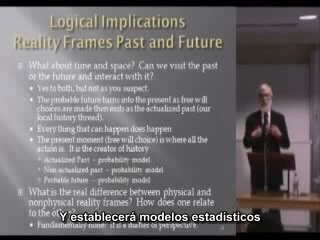 Logical Implications
Reality Frames Past and Future
What about time and space? Can we visit the past
or the future and interact with it?
Yes to both, but not as you suspect.
The probable future turns into the present as free will
choices are made then exits as the actualized past (our
local history thread).
Everything that can happen does happen
The present moment (free will choice) is where all the
action is. It is the creator of history
Actualized Past – probability model
Non-actualized past – probability model
Probable future – probability model
What is the real difference between physical and
nonphysical reality frames? How does one relate
to the
Y establecerá modelos estadísticos
Fundamentally none! it is a matter of perspective.